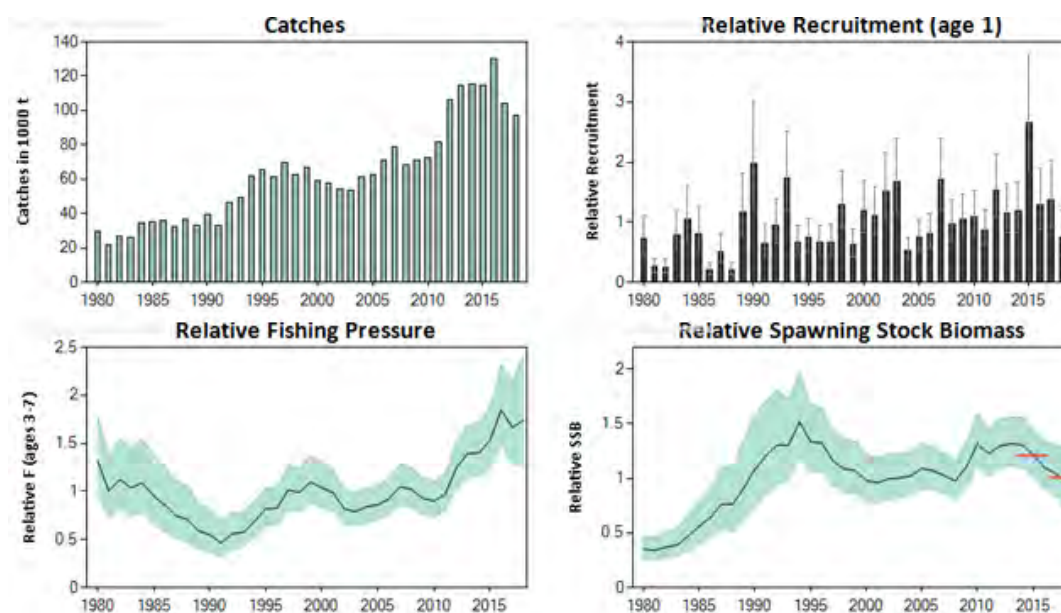 Catches
Catches in 1000 t
140
120
100
80
60
40
20
0
1980 1985 1990 1995 2000 2005 2010 2015
Relative Recruitment (age 1)
Relative Recruitment
4
3
2
1
0
1980 1985 1990 1995 2000 2005 2010 2015
Relative Fishing Pressure
Relative F (ages 3-7)
2.5
2
1.5
1
0.5
0
1980 1985 1990 1995 2000 2005 2010 2015
Relative Spawning Stock Biomass
Relative SSB
2
1.5
1
0.5
0
1980 1985 1990 1995 2000 2005 2010 2015